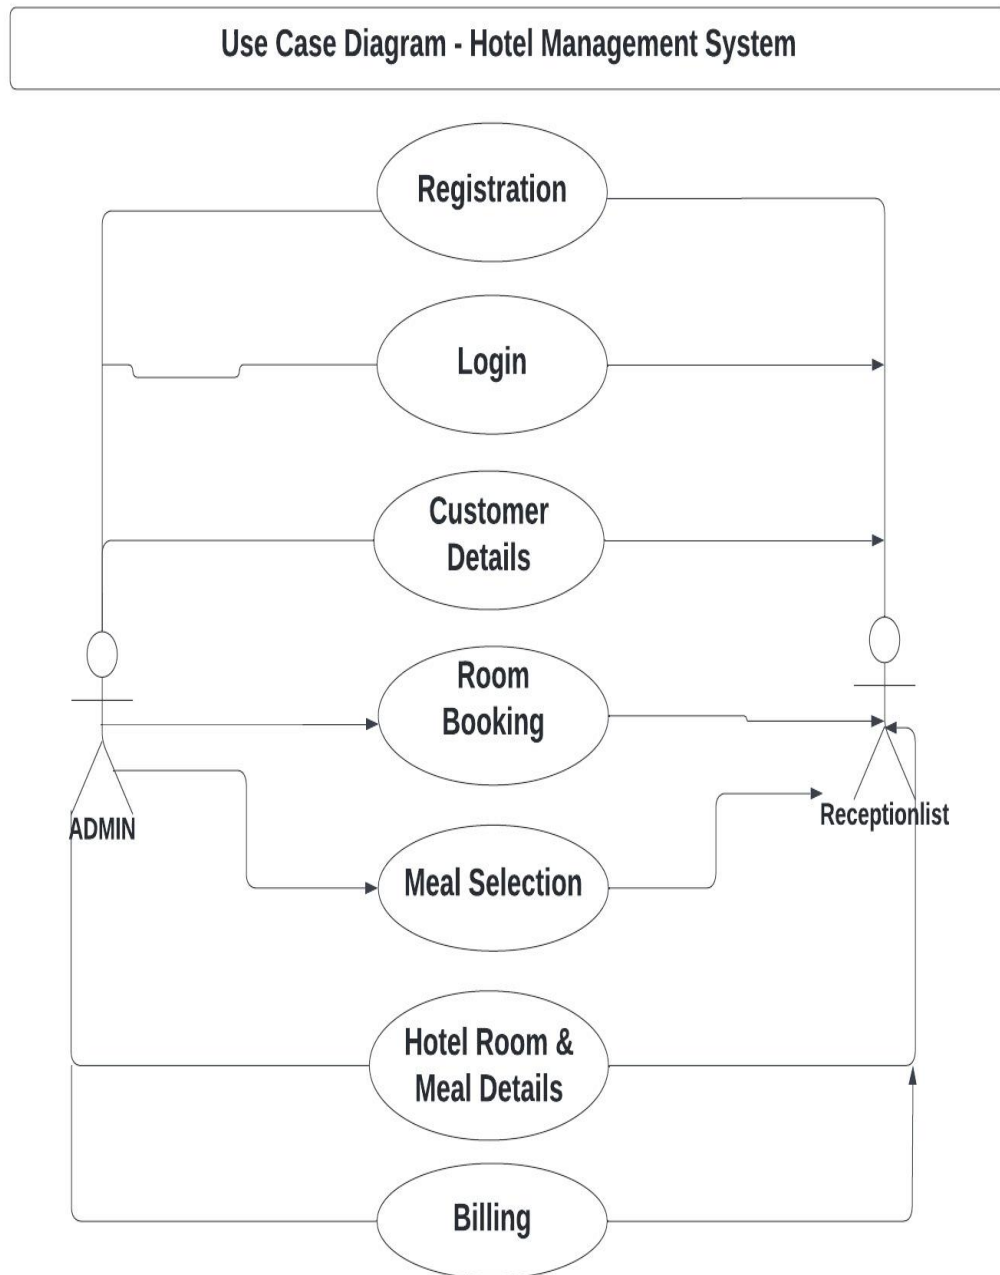 Use Case Diagram - Hotel Management System
Registration
Login
Customer
Details
Room
Booking
ADMIN
Receptionlist
Meal Selection
Hotel Room &
Meal Details
Billing